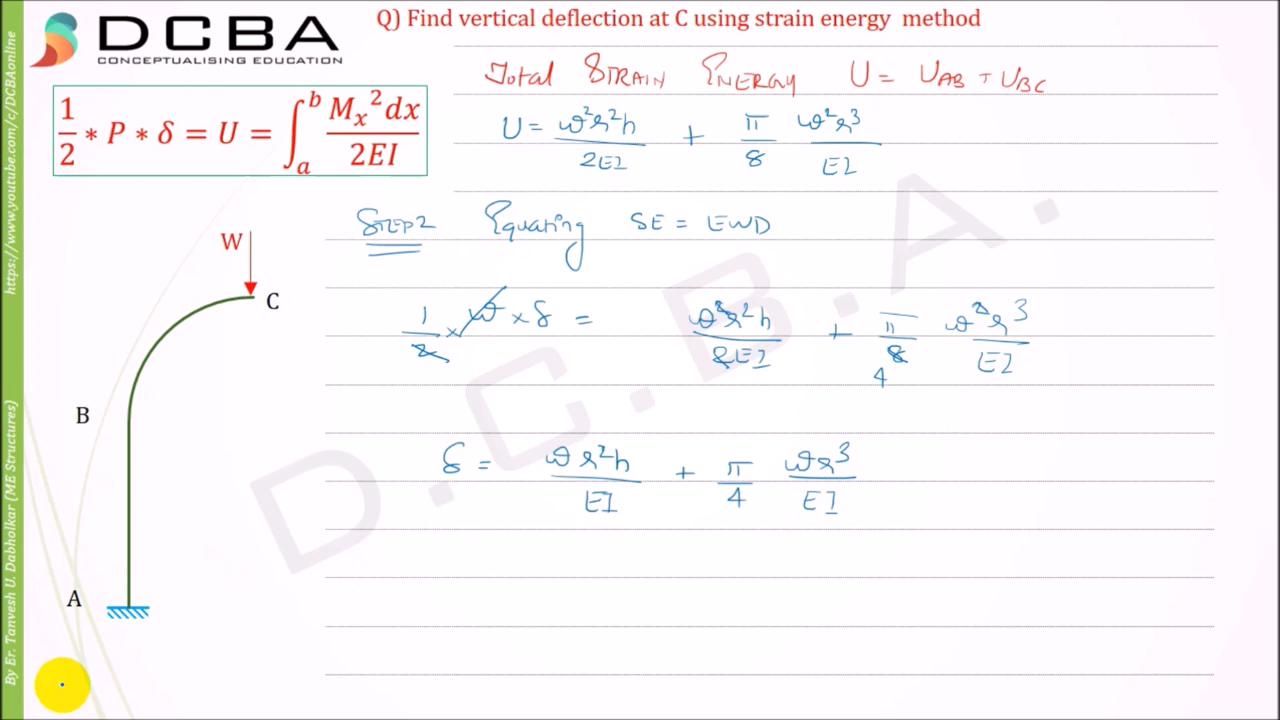 Q) Find vertical deflection at C using strain energy method
DCBA
CONCEPTUALISING EDUCATION
https://www.youtube.com/c/DCBAonline
By Er. Tanvesh U. Dabholkar (ME Structures)
1/2 * P * δ = U = ∫_a^b M_x² dx / 2EI
Total STRAIN ENERGY U = U_AB + U_BC
U = w²r²h / 2EI + π/8 w²r³ / EI
STEP 2 Equating SE = EWD
1/2 × w × δ = w²r²h / 2EI + π/8 w²r³ / EI
4
δ = wr²h / EI + π/4 wr³ / EI
W
C
B
A
D.C.B.A.